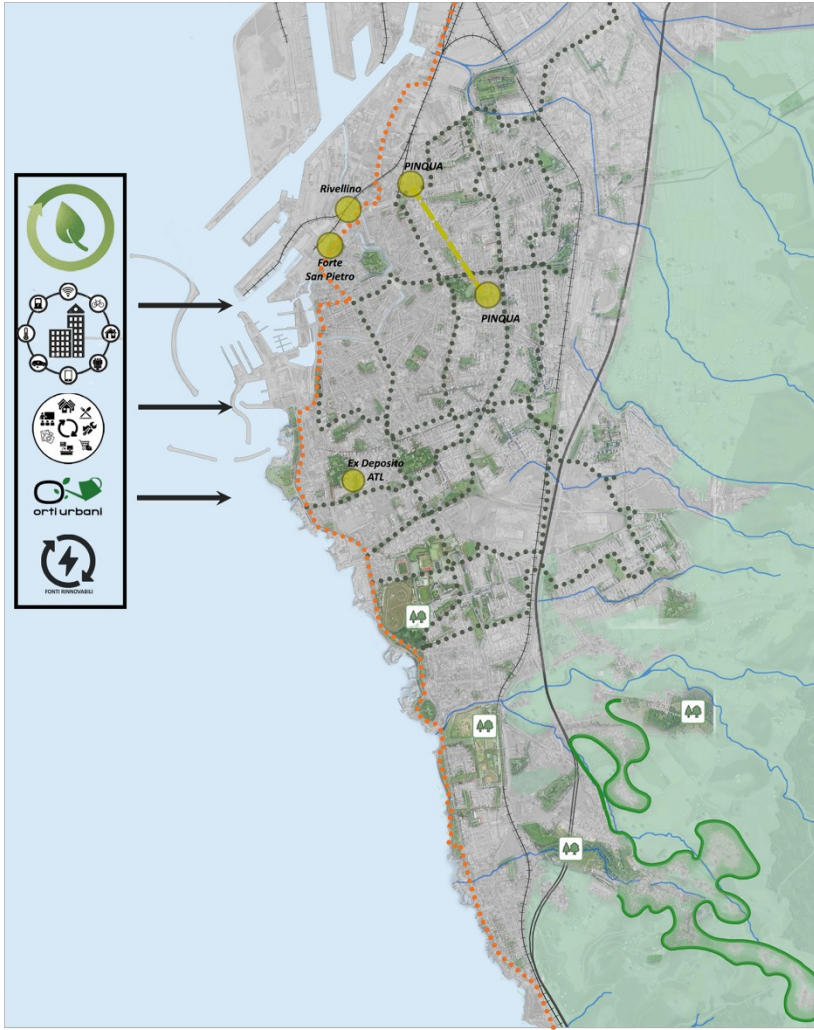 PINQUA
Rivellino
Forte
San Pietro
PINQUA
Ex Deposito
ATL
orti urbani
FONTI RINNOVABILI